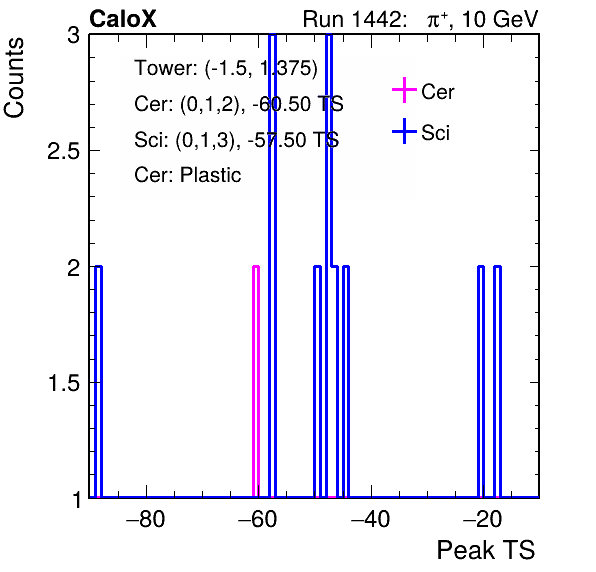 CaloX Run 1442: π⁺, 10 GeV
Counts
Tower: (-1.5, 1.375)
Cer: (0,1,2), -60.50 TS
Sci: (0,1,3), -57.50 TS
Cer: Plastic
Cer
Sci
3
2.5
2
1.5
1
−80 −60 −40 −20
Peak TS